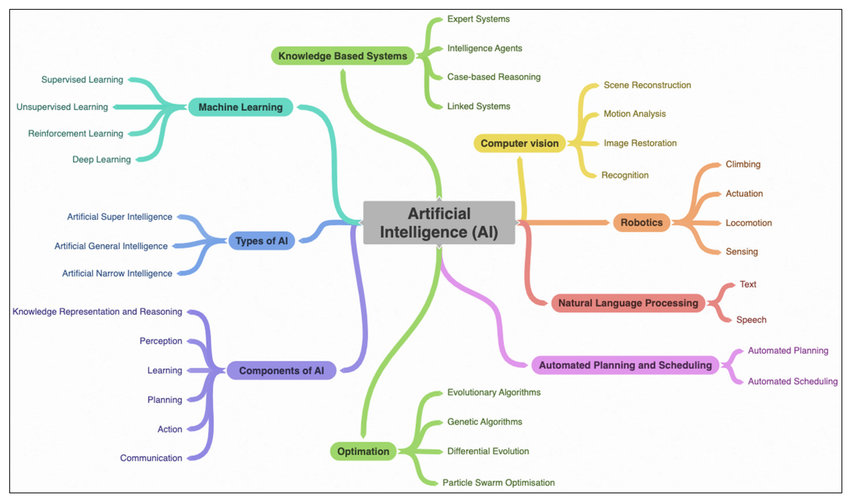 Artificial
Intelligence (AI)
Knowledge Based Systems
Expert Systems
Intelligence Agents
Case-based Reasoning
Linked Systems
Machine Learning
Supervised Learning
Unsupervised Learning
Reinforcement Learning
Deep Learning
Computer vision
Scene Reconstruction
Motion Analysis
Image Restoration
Recognition
Robotics
Climbing
Actuation
Locomotion
Sensing
Types of AI
Artificial Super Intelligence
Artificial General Intelligence
Artificial Narrow Intelligence
Natural Language Processing
Text
Speech
Components of AI
Knowledge Representation and Reasoning
Perception
Learning
Planning
Action
Communication
Automated Planning and Scheduling
Automated Planning
Automated Scheduling
Optimation
Evolutionary Algorithms
Genetic Algorithms
Differential Evolution
Particle Swarm Optimisation